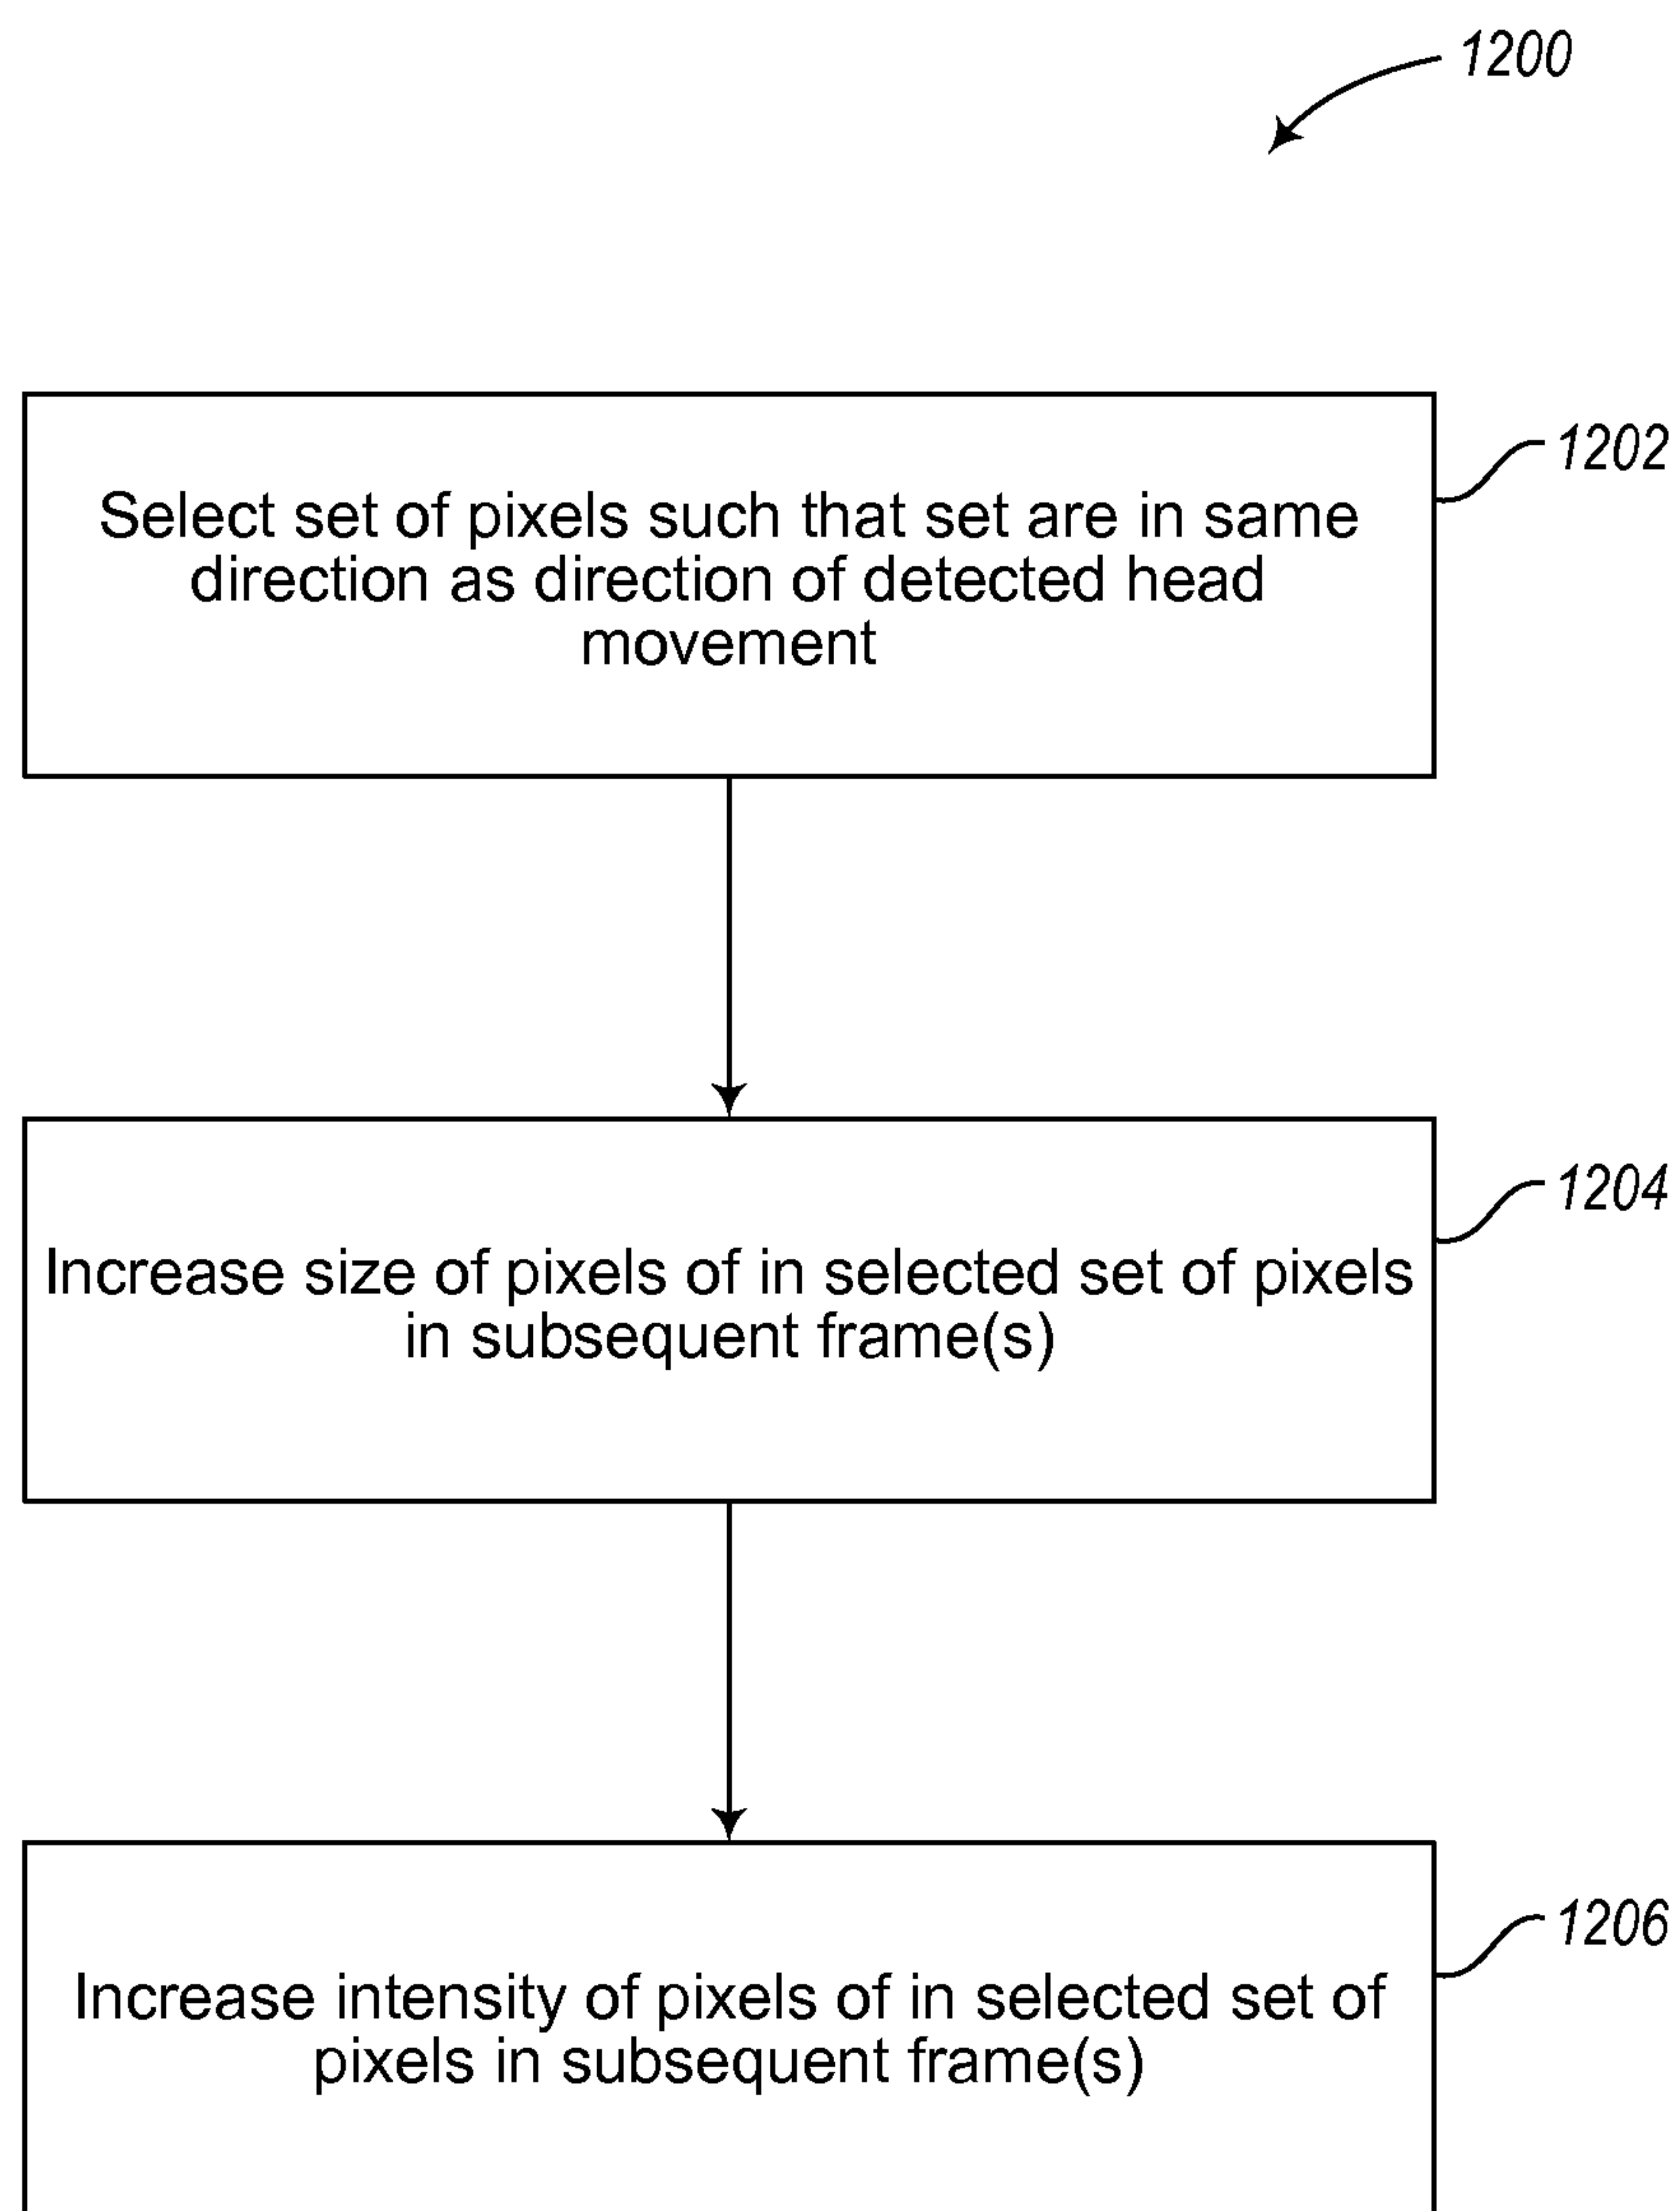 1200
1202
Select set of pixels such that set are in same
direction as direction of detected head
movement
1204
Increase size of pixels of in selected set of pixels
in subsequent frame(s)
1206
Increase intensity of pixels of in selected set of
pixels in subsequent frame(s)